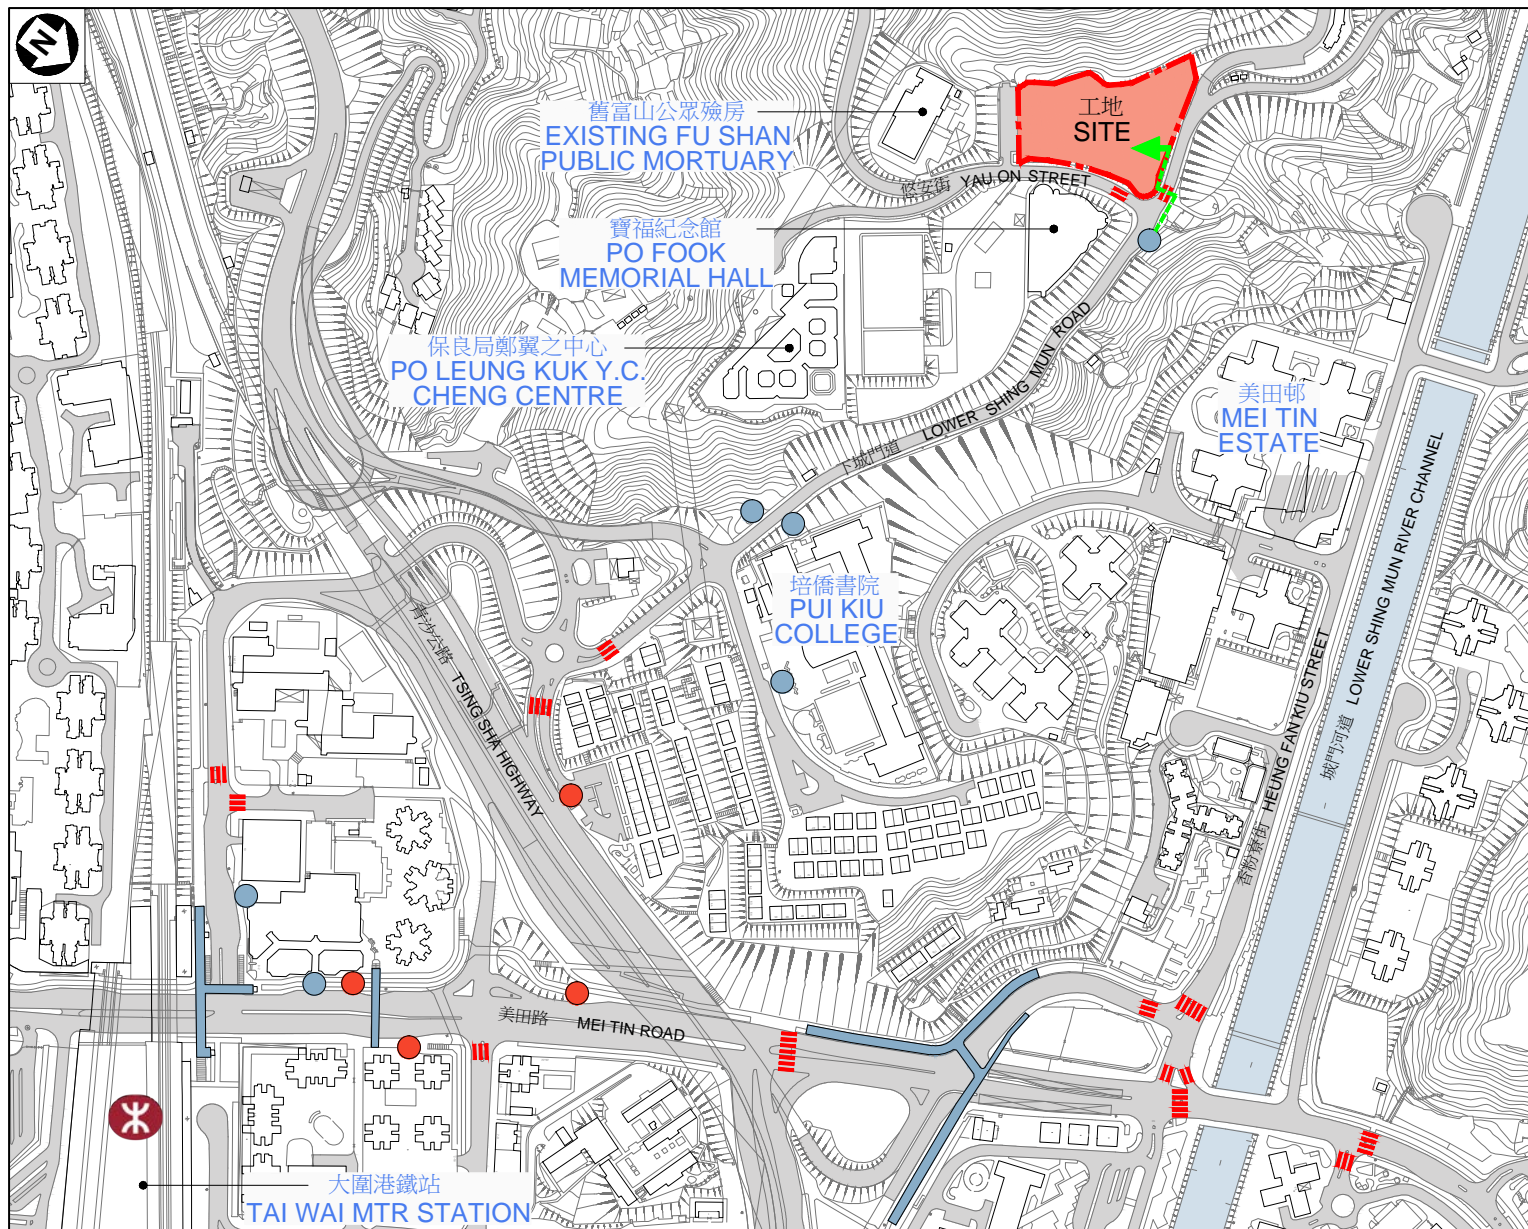 N
舊富山公眾殮房
EXISTING FU SHAN
PUBLIC MORTUARY
工地
SITE
悠安街 YAU ON STREET
寶福紀念館
PO FOOK
MEMORIAL HALL
保良局鄭翼之中心
PO LEUNG KUK Y.C.
CHENG CENTRE
下城門道 LOWER SHING MUN ROAD
美田邨
MEI TIN
ESTATE
培僑書院
PUI KIU
COLLEGE
青沙公路 TSING SHA HIGHWAY
香粉寮街 HEUNG FAN KIU STREET
城門河道 LOWER SHING MUN RIVER CHANNEL
美田路 MEI TIN ROAD
大圍港鐵站
TAI WAI MTR STATION